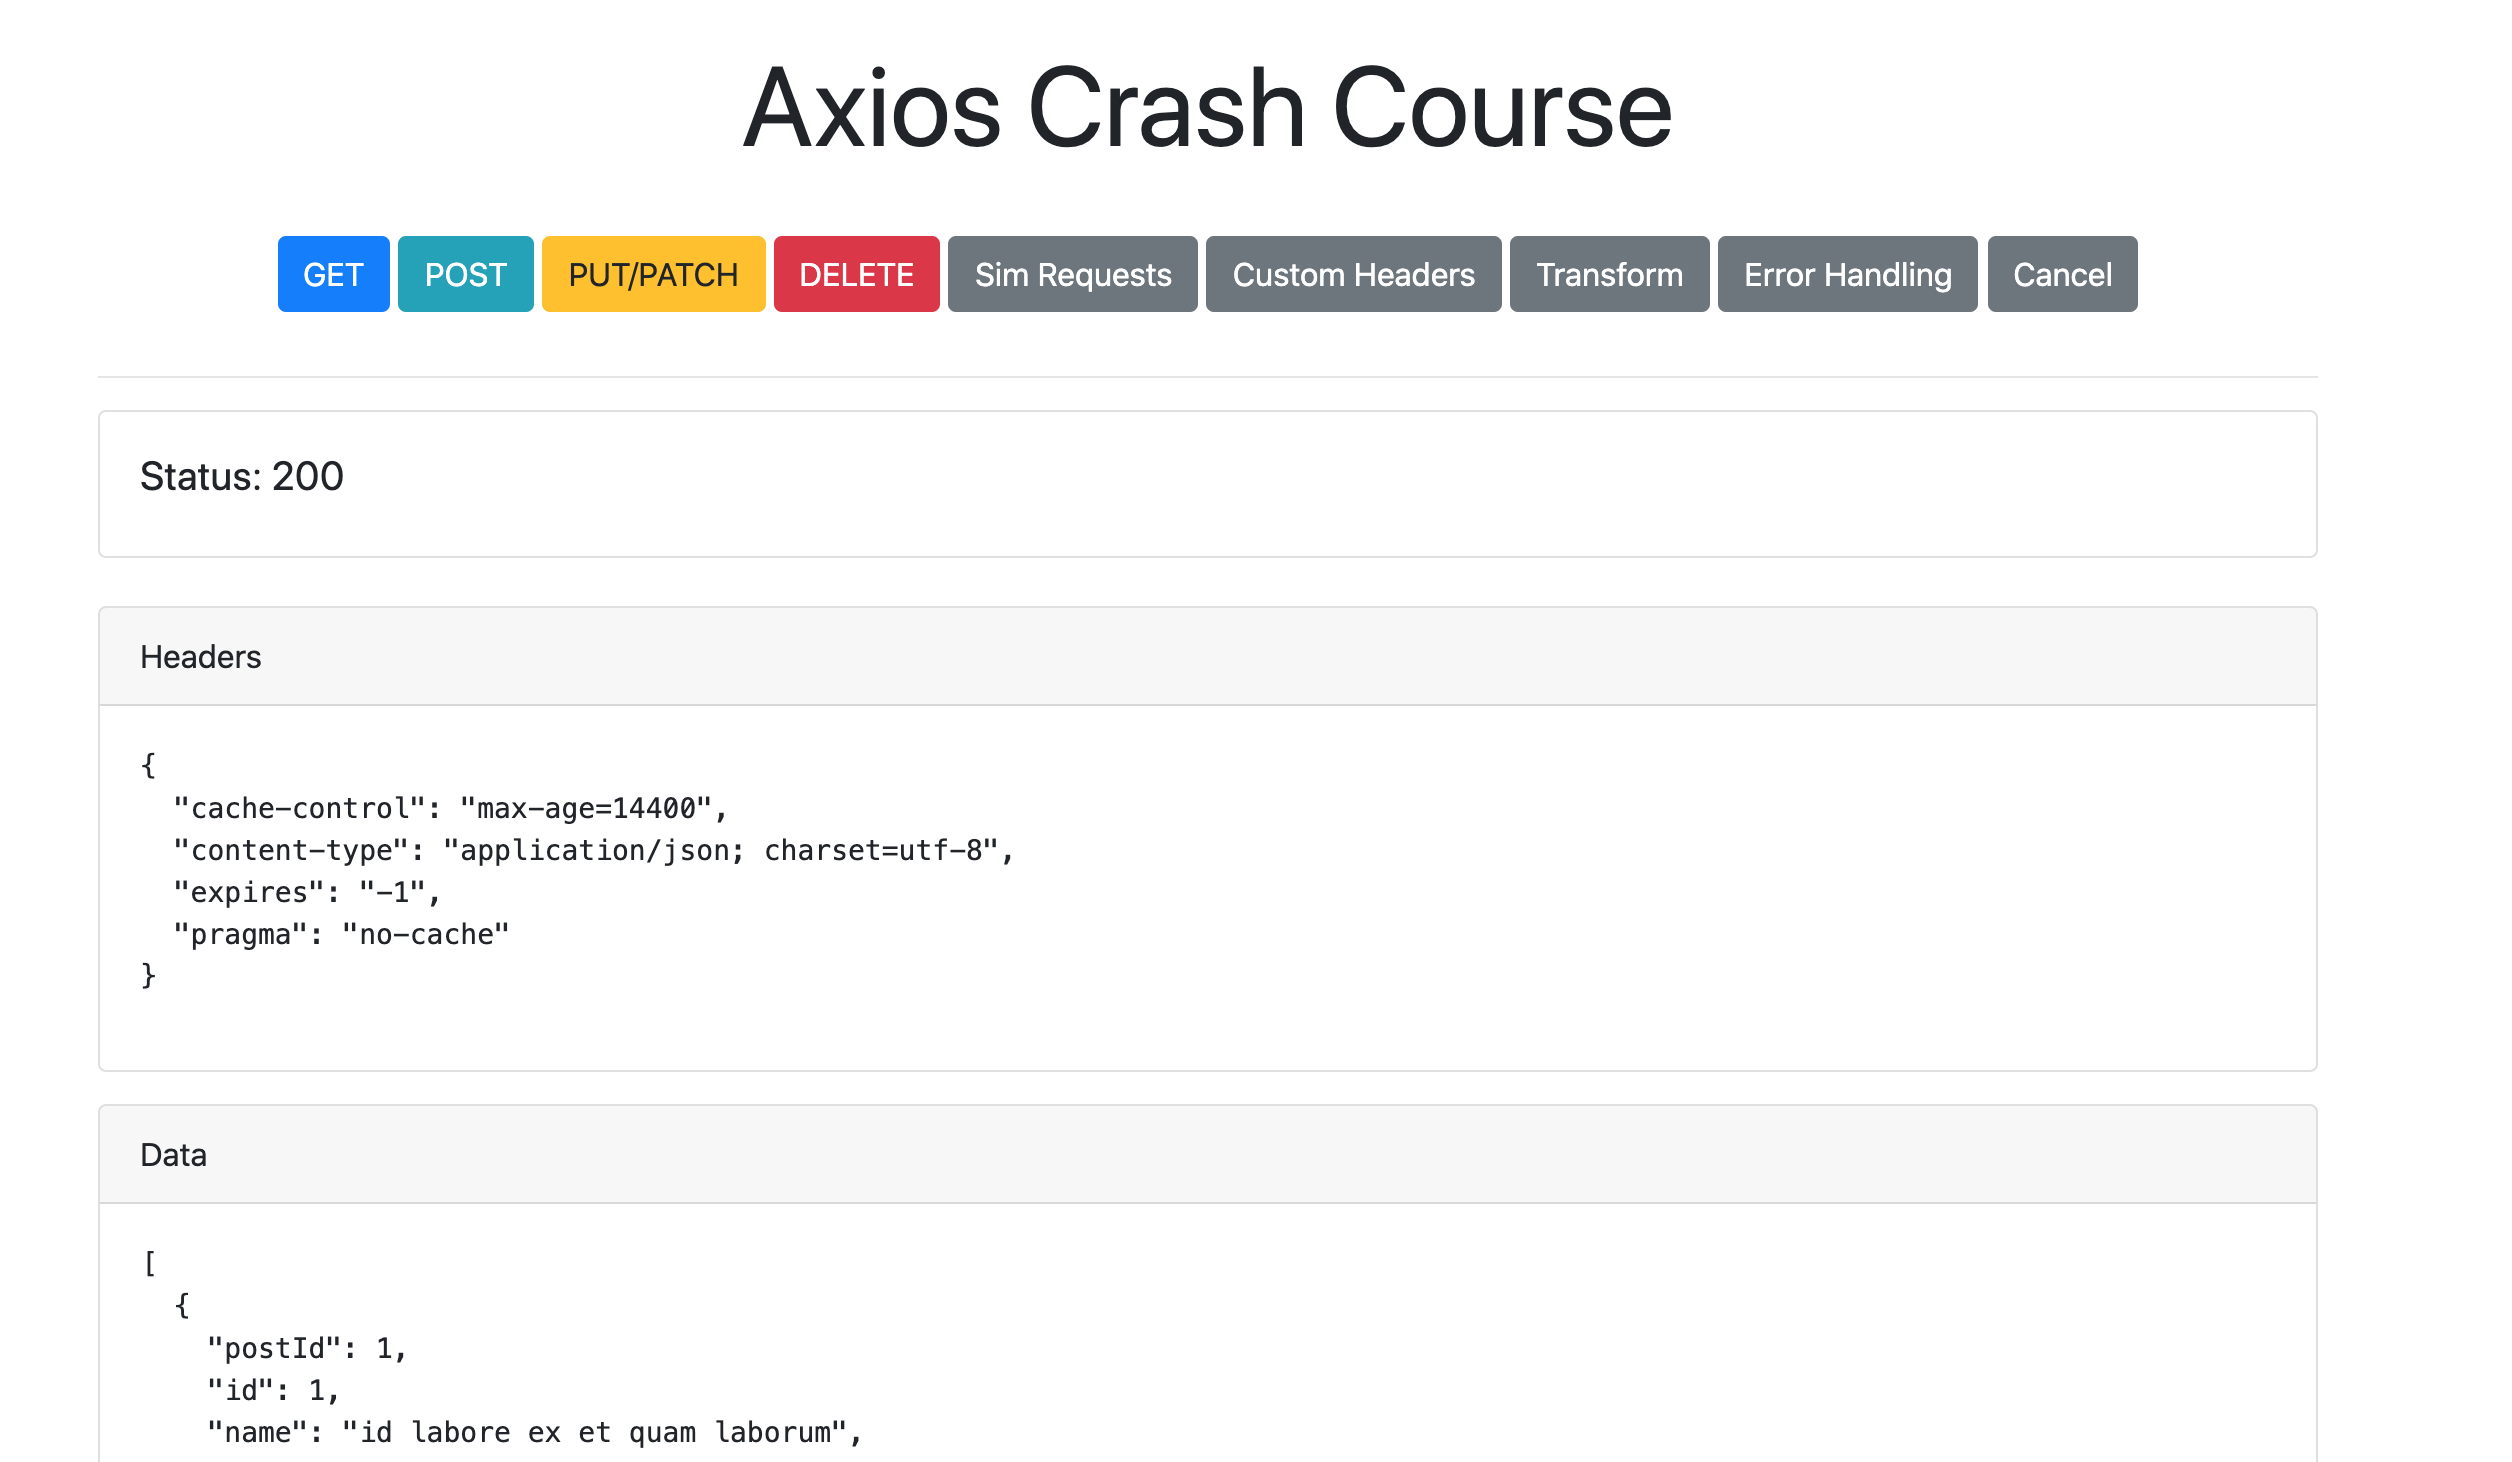 Axios Crash Course
GET POST PUT/PATCH DELETE Sim Requests Custom Headers Transform Error Handling Cancel
Status: 200
Headers
{
  "cache-control": "max-age=14400",
  "content-type": "application/json; charset=utf-8",
  "expires": "-1",
  "pragma": "no-cache"
}
Data
[
  {
    "postId": 1,
    "id": 1,
    "name": "id labore ex et quam laborum",